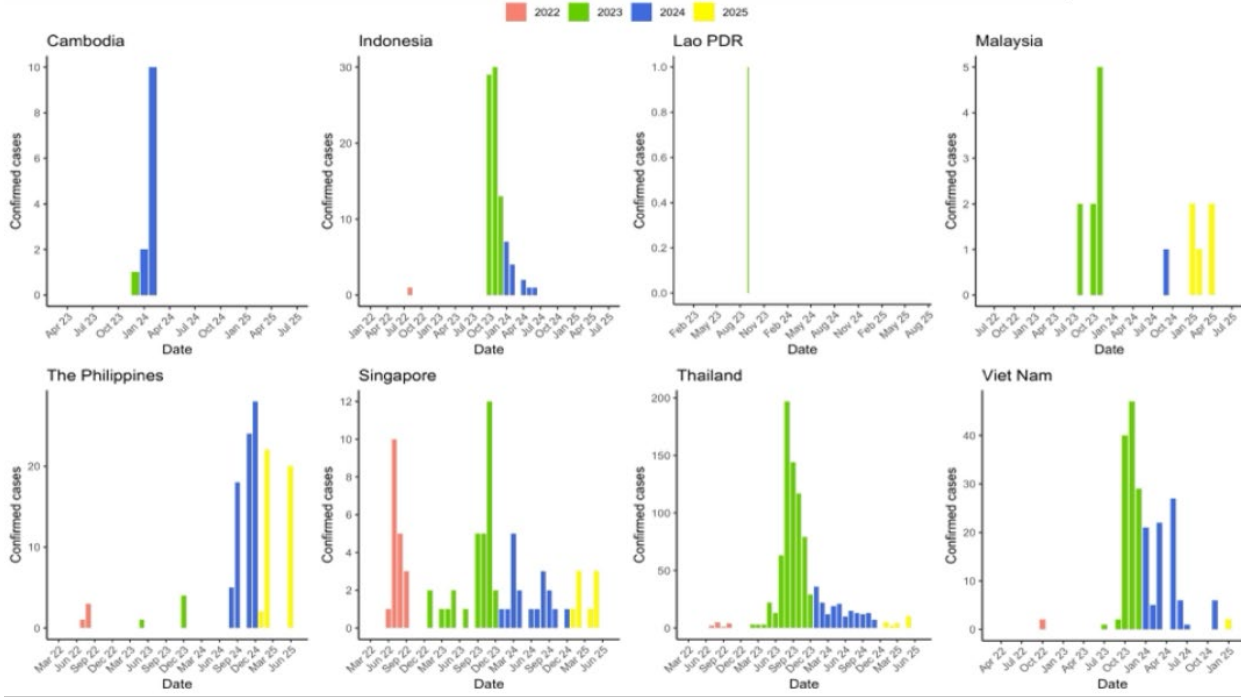 2022 2023 2024 2025
Cambodia
Confirmed cases
10
8
6
4
2
0
Apr 23 Jul 23 Oct 23 Jan 24 Apr 24 Jul 24 Oct 24 Jan 25 Apr 25 Jul 25
Date
Indonesia
Confirmed cases
30
20
10
0
Jan 22 Apr 22 Jul 22 Oct 22 Jan 23 Apr 23 Jul 23 Oct 23 Jan 24 Apr 24 Jul 24 Oct 24 Jan 25 Apr 25 Jul 25
Date
Lao PDR
Confirmed cases
1.0
0.8
0.6
0.4
0.2
0.0
Feb 23 May 23 Aug 23 Nov 23 Feb 24 May 24 Aug 24 Nov 24 Feb 25 May 25 Aug 25
Date
Malaysia
Confirmed cases
5
4
3
2
1
0
Jul 22 Oct 22 Jan 23 Apr 23 Jul 23 Oct 23 Jan 24 Apr 24 Jul 24 Oct 24 Jan 25 Apr 25 Jul 25
Date
The Philippines
Confirmed cases
20
10
0
Mar 22 Jun 22 Sep 22 Dec 22 Mar 23 Jun 23 Sep 23 Dec 23 Mar 24 Jun 24 Sep 24 Dec 24 Mar 25 Jun 25
Date
Singapore
Confirmed cases
12
10
8
6
4
2
0
Mar 22 Jun 22 Sep 22 Dec 22 Mar 23 Jun 23 Sep 23 Dec 23 Mar 24 Jun 24 Sep 24 Dec 24 Mar 25 Jun 25
Date
Thailand
Confirmed cases
200
150
100
50
0
Mar 22 Jun 22 Sep 22 Dec 22 Mar 23 Jun 23 Sep 23 Dec 23 Mar 24 Jun 24 Sep 24 Dec 24 Mar 25 Jun 25
Date
Viet Nam
Confirmed cases
40
30
20
10
0
Apr 22 Jul 22 Oct 22 Jan 23 Apr 23 Jul 23 Oct 23 Jan 24 Apr 24 Jul 24 Oct 24 Jan 25
Date